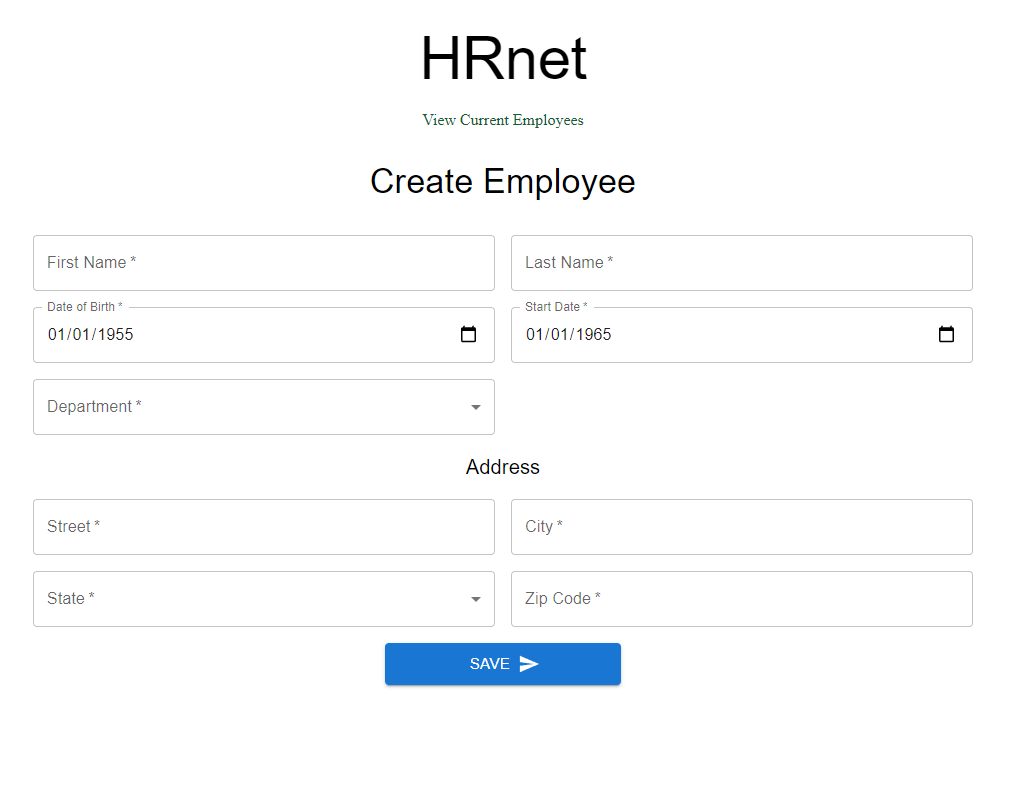 HRnet
View Current Employees
Create Employee
First Name *
Last Name *
Date of Birth *
01/01/1955
Start Date *
01/01/1965
Department *
Address
Street *
City *
State *
Zip Code *
SAVE